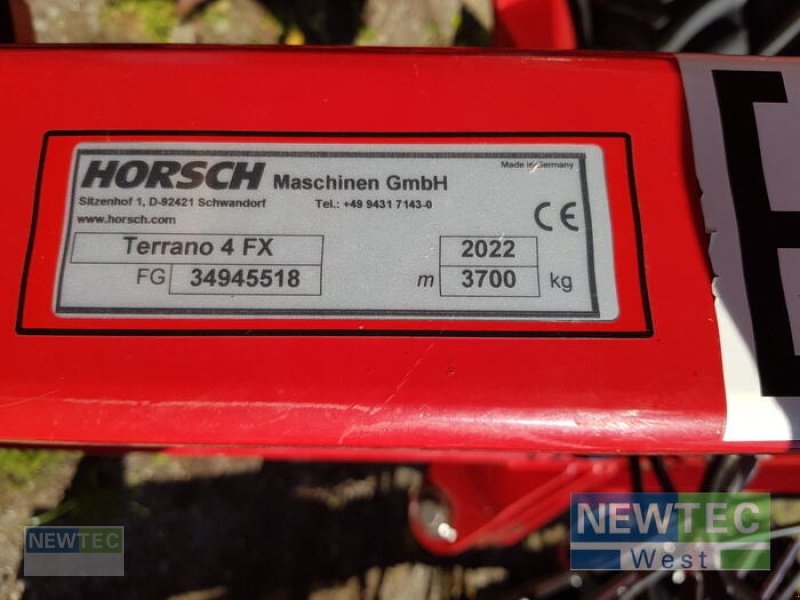 HORSCH Maschinen GmbH Made in Germany
Sitzenhof 1, D-92421 Schwandorf Tel.: +49 9431 7143-0
www.horsch.com
CE
Terrano 4 FX 2022
FG 34945518 m 3700 kg
NEWTEC
NEWTEC
West